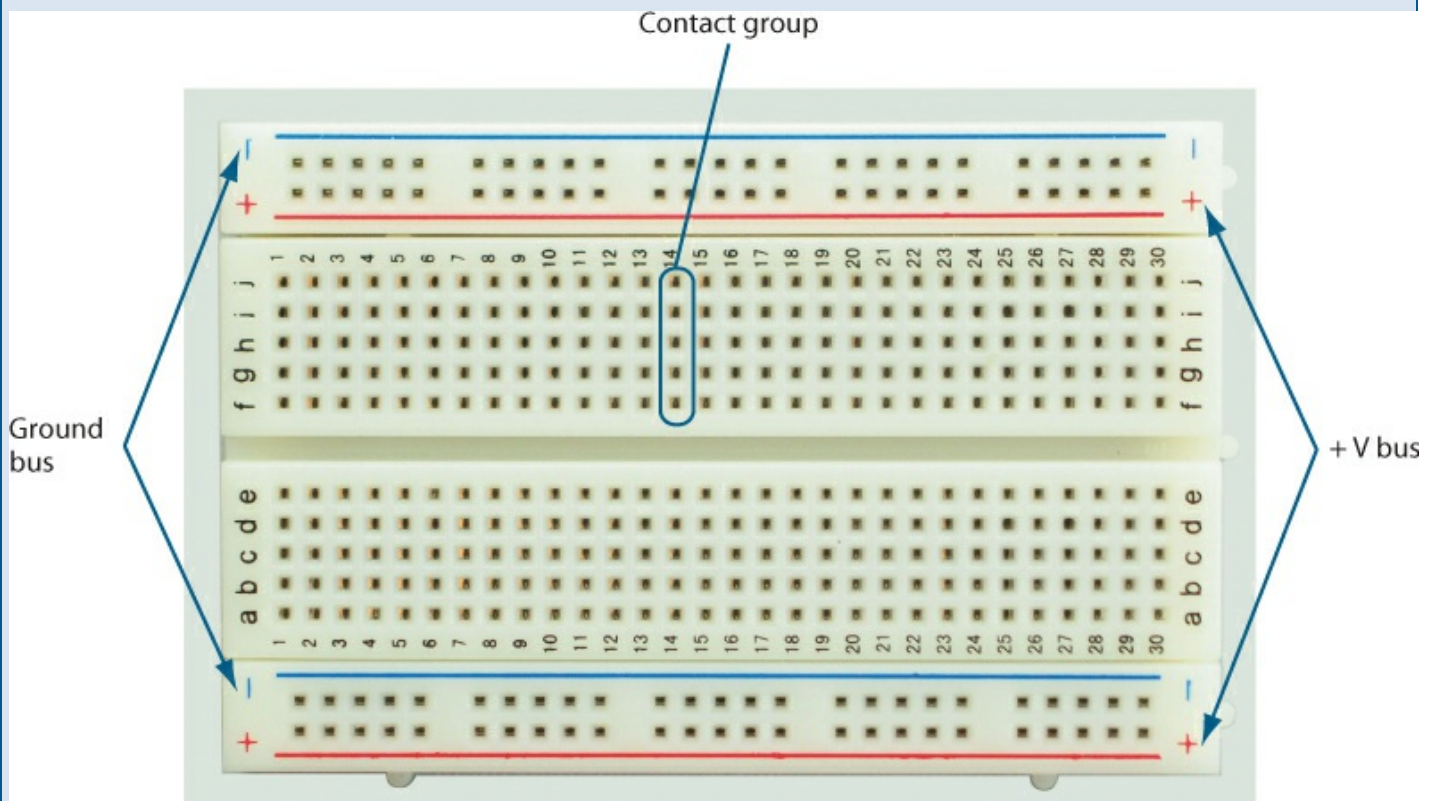 Contact group
− −
+ +
1 2 3 4 5 6 7 8 9 10 11 12 13 14 15 16 17 18 19 20 21 22 23 24 25 26 27 28 29 30
j j
i i
h h
g g
f f
Ground
bus
+ V bus
e e
d d
c c
b b
a a
1 2 3 4 5 6 7 8 9 10 11 12 13 14 15 16 17 18 19 20 21 22 23 24 25 26 27 28 29 30
− −
+ +